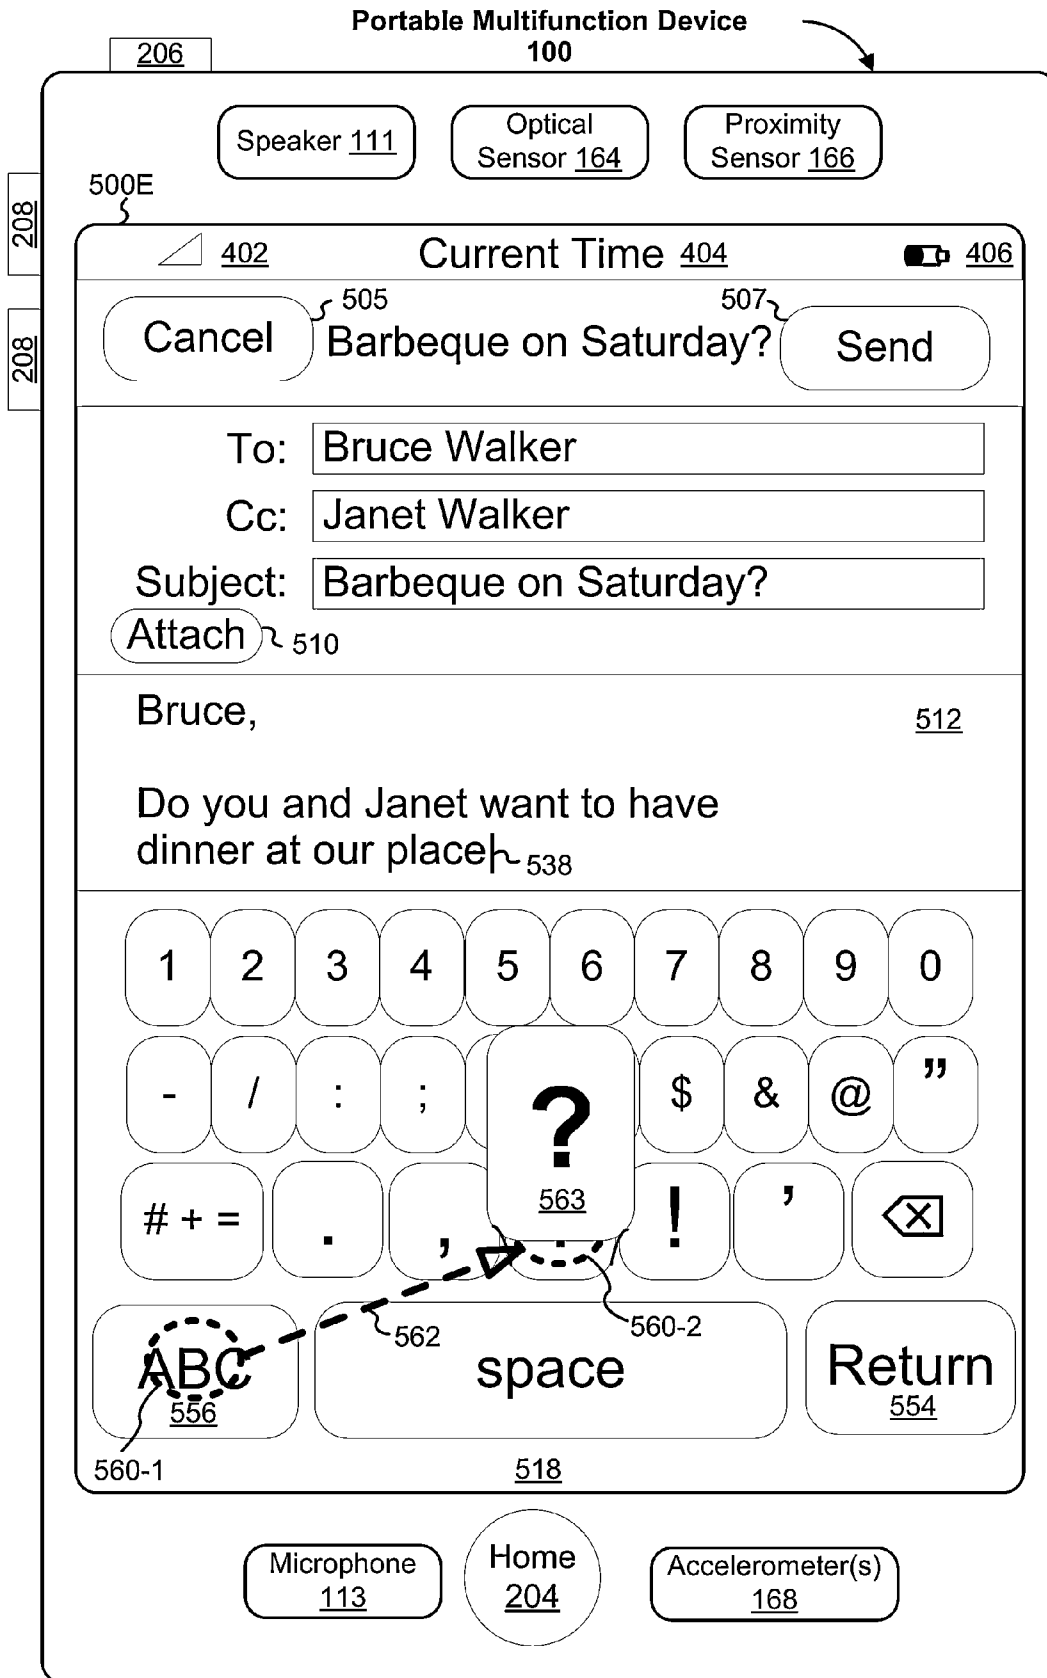 Portable Multifunction Device
100
206
Speaker 111
Optical
Sensor 164
Proximity
Sensor 166
208
208
500E
402 Current Time 404 406
505
507
Cancel Barbeque on Saturday? Send
To: Bruce Walker
Cc: Janet Walker
Subject: Barbeque on Saturday?
Attach 510
Bruce, 512
Do you and Janet want to have
dinner at our place 538
1 2 3 4 5 6 7 8 9 0
- / : ; $ & @ ”
?
563
# + = . , ! ’
562
560-2
ABC
556
space
Return
554
560-1
518
Microphone
113
Home
204
Accelerometer(s)
168